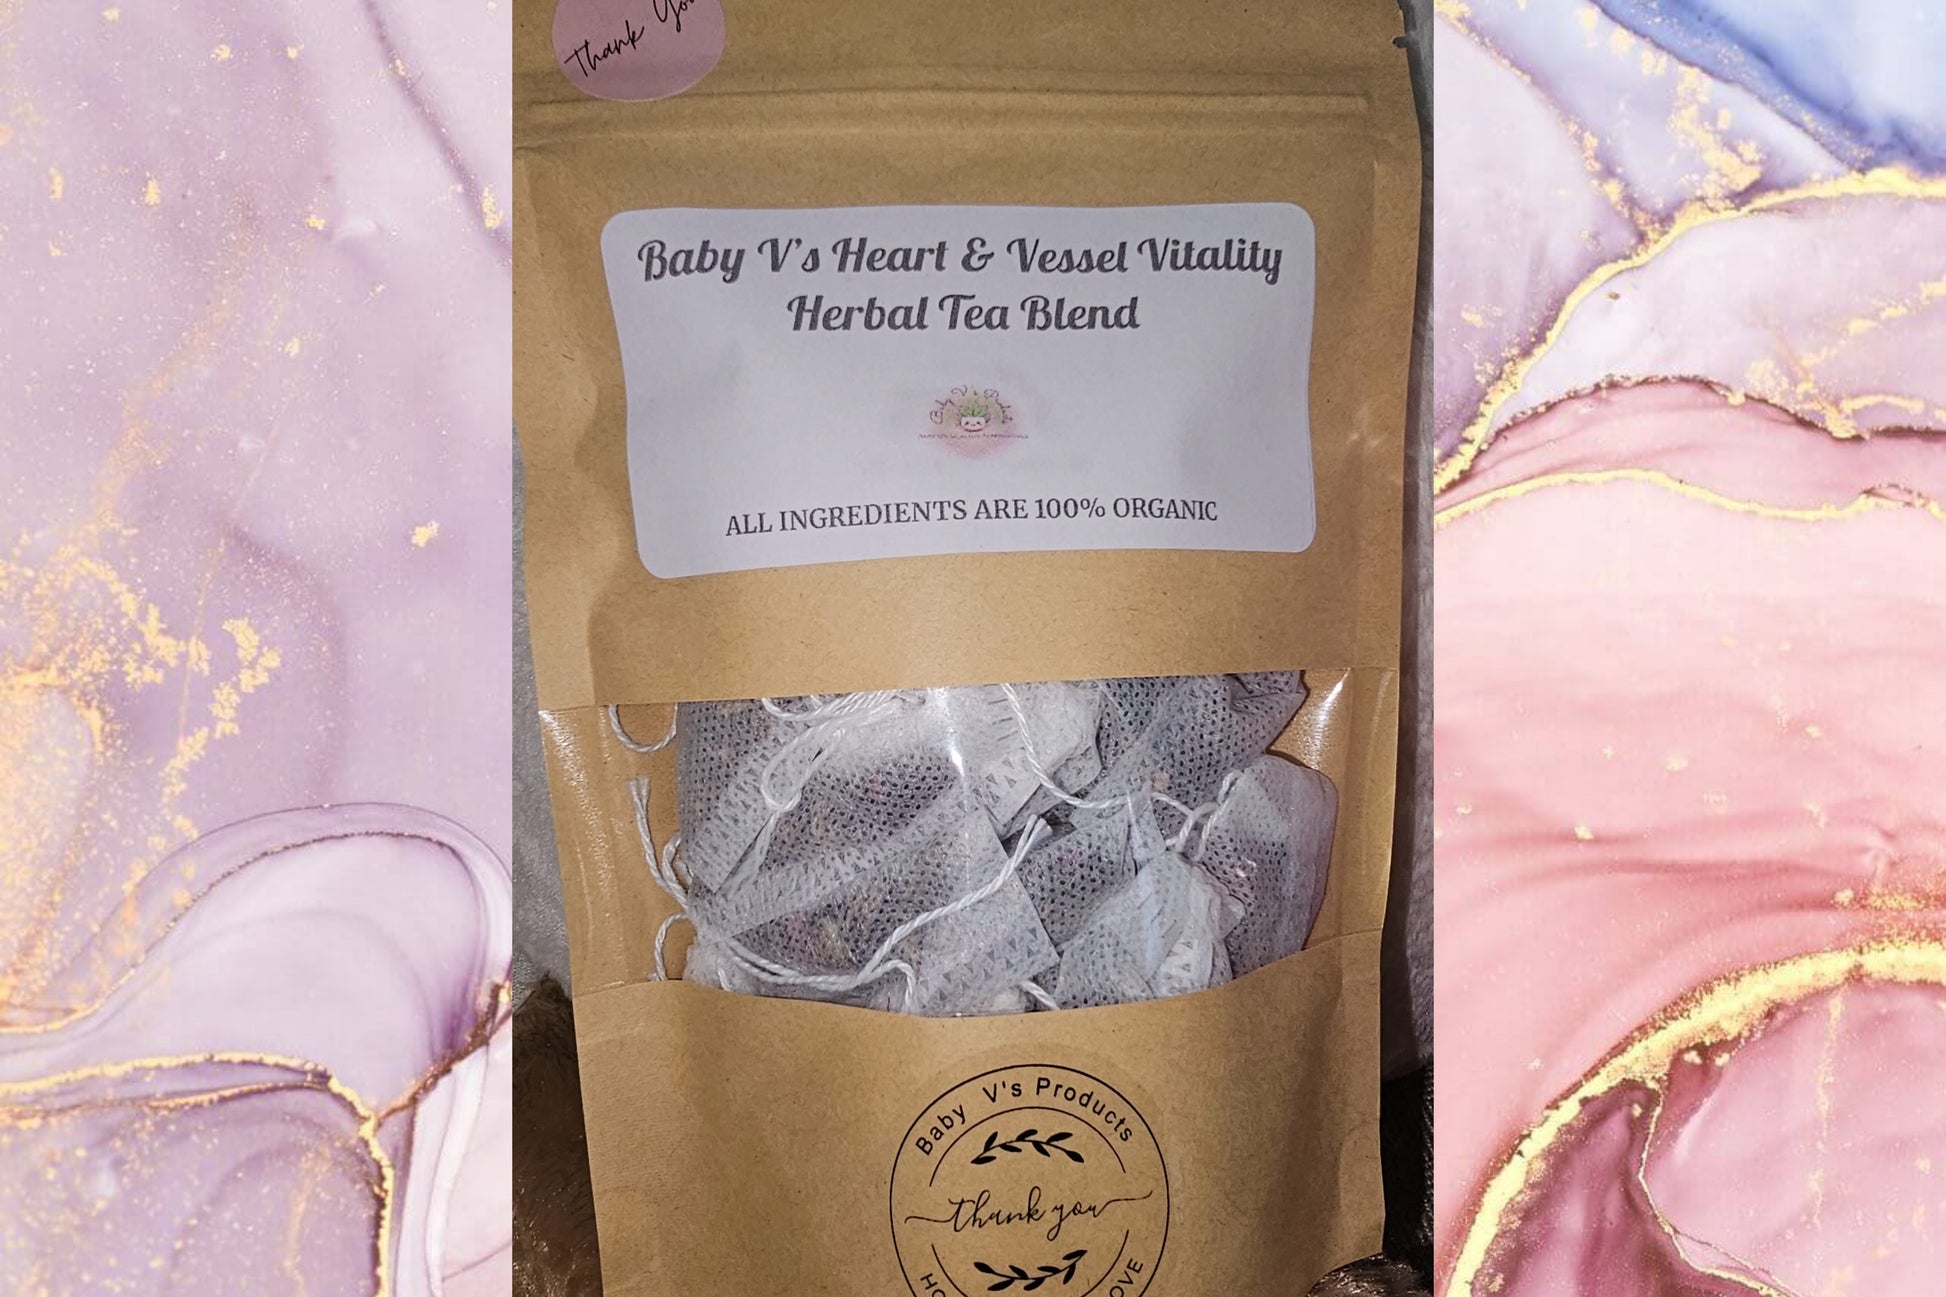 Thank You
Baby V's Heart & Vessel Vitality
Herbal Tea Blend
ALL INGREDIENTS ARE 100% ORGANIC
Baby V's Products
thank you